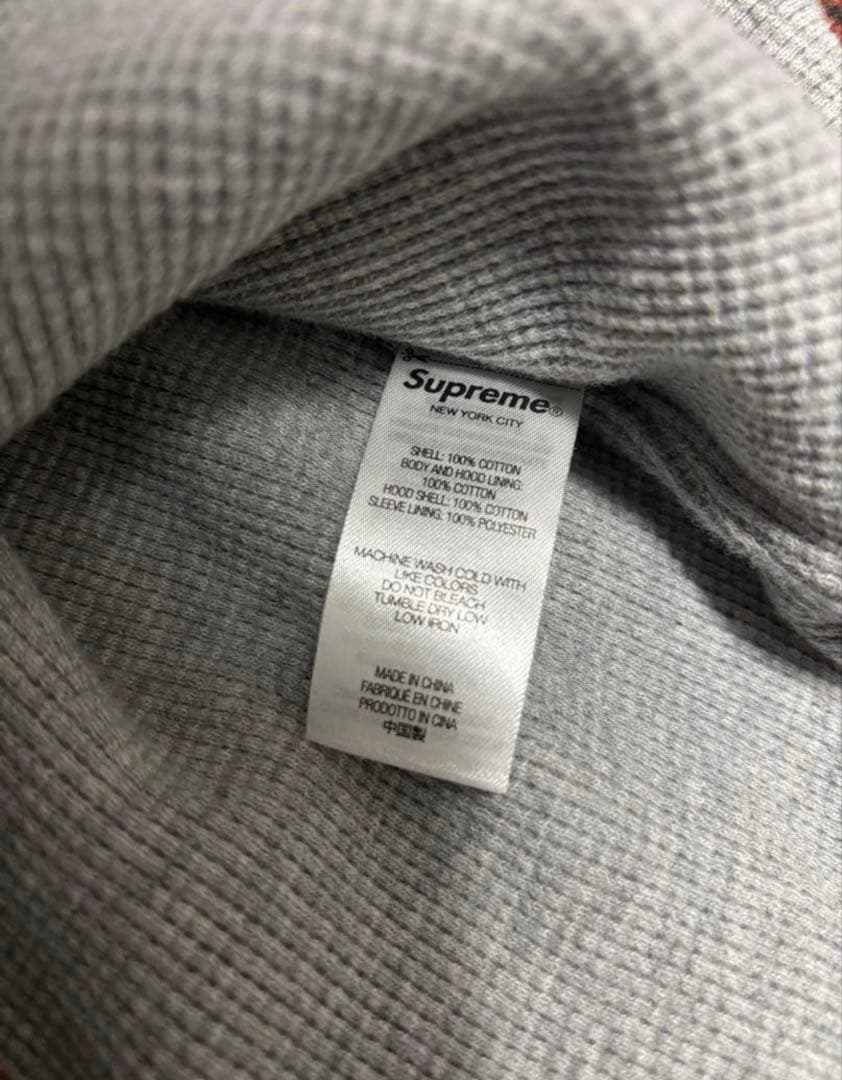 Supreme®
NEW YORK CITY
SHELL: 100% COTTON
BODY AND HOOD LINING:
100% COTTON
HOOD SHELL: 100% COTTON
SLEEVE LINING: 100% POLYESTER
MACHINE WASH COLD WITH
LIKE COLORS
DO NOT BLEACH
TUMBLE DRY LOW
LOW IRON
MADE IN CHINA
FABRIQUÉ EN CHINE
PRODOTTO IN CINA
中国製